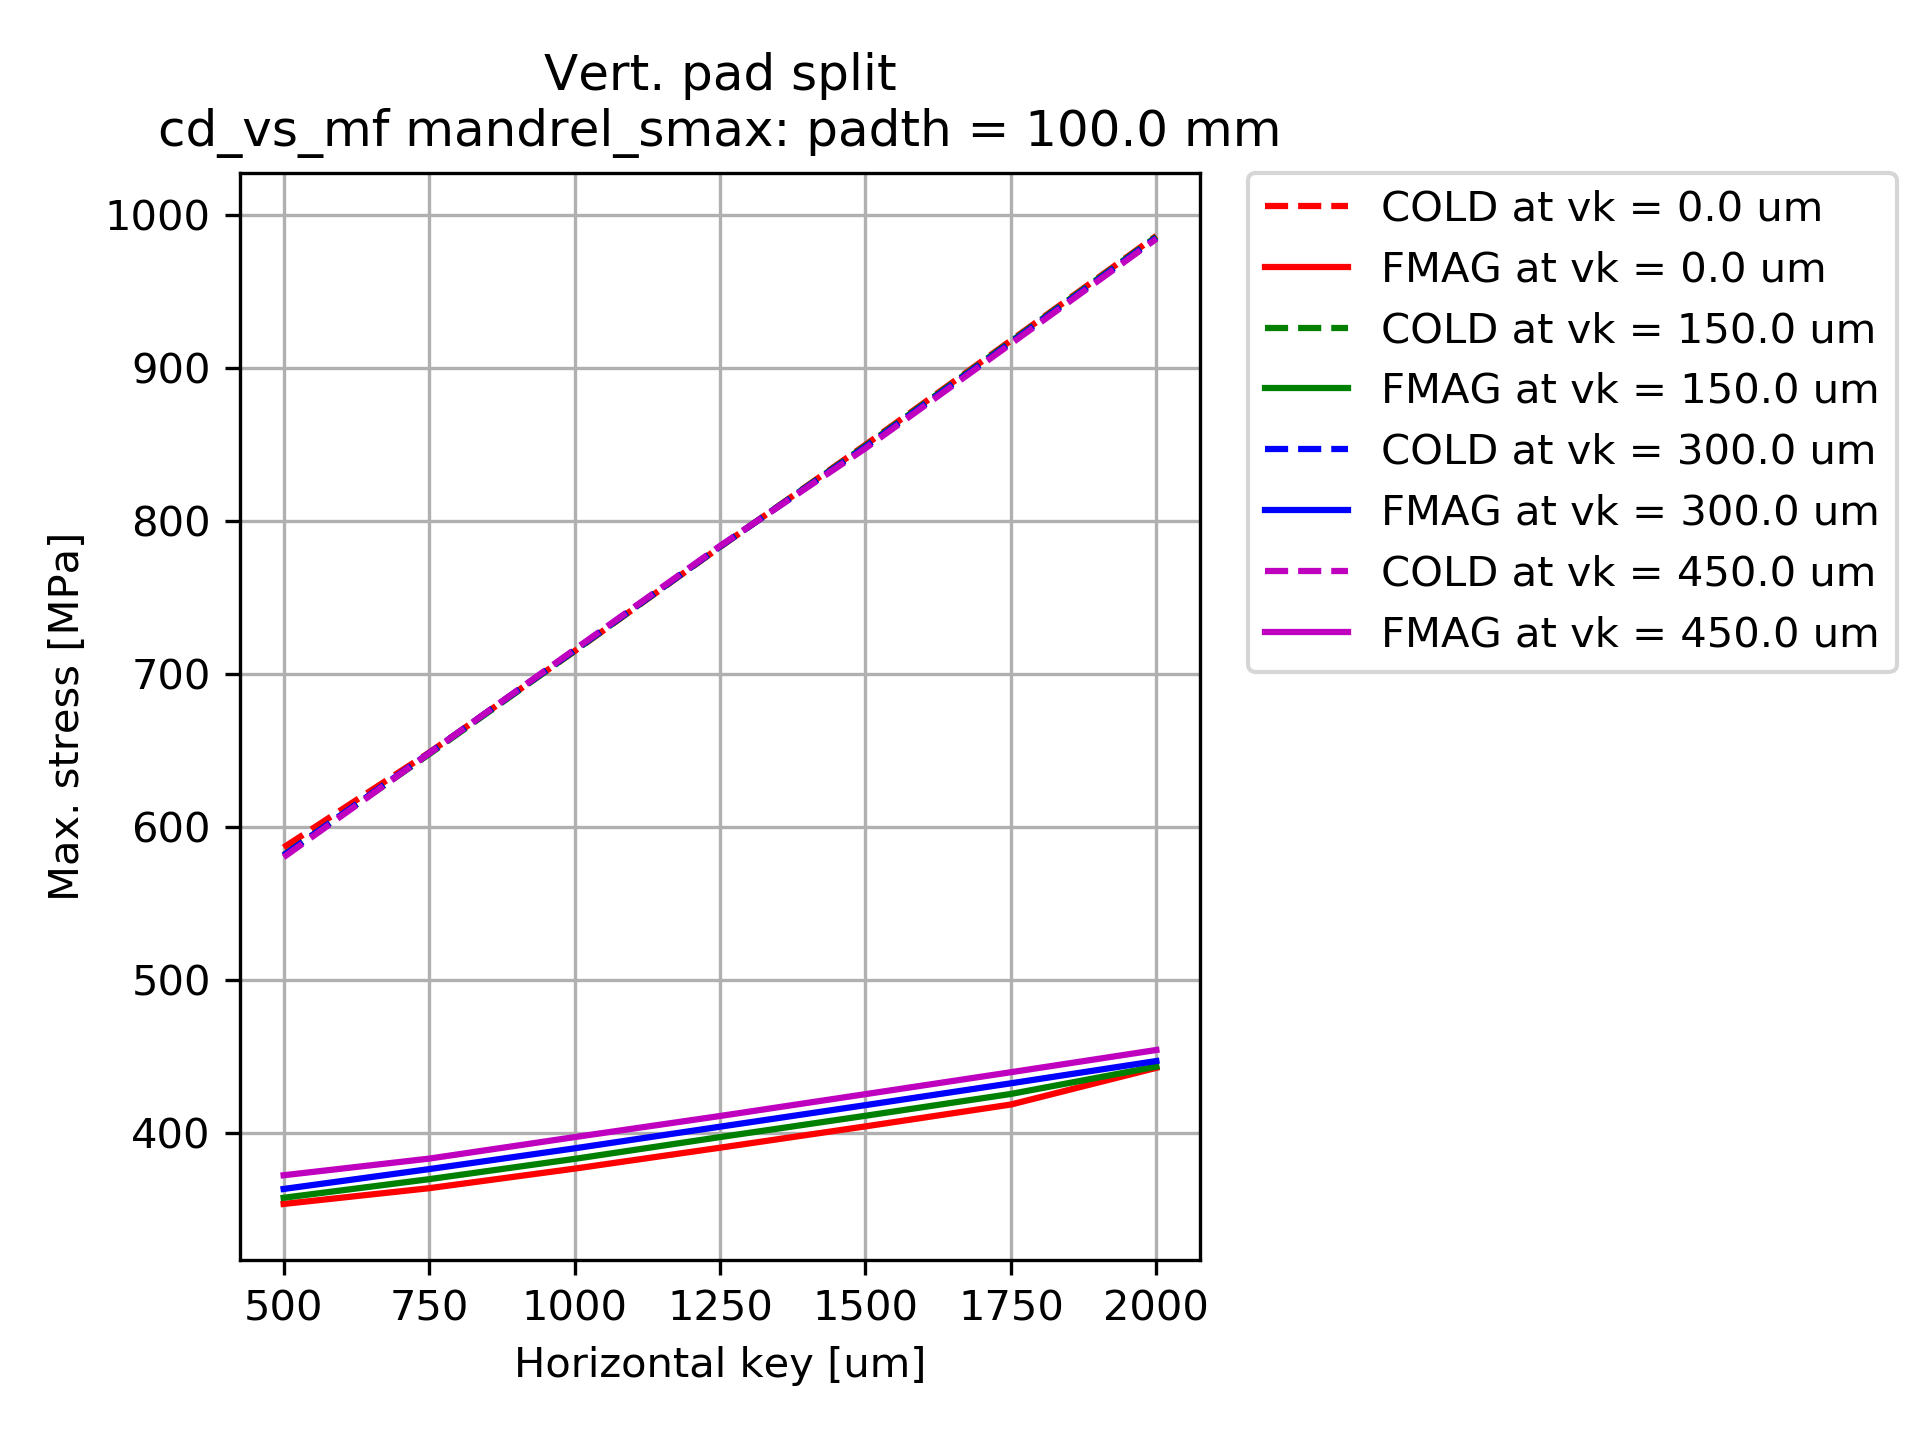 Vert. pad split
cd_vs_mf mandrel_smax: padth = 100.0 mm
1000
900
800
700
600
500
400
Max. stress [MPa]
500 750 1000 1250 1500 1750 2000
Horizontal key [um]
COLD at vk = 0.0 um
FMAG at vk = 0.0 um
COLD at vk = 150.0 um
FMAG at vk = 150.0 um
COLD at vk = 300.0 um
FMAG at vk = 300.0 um
COLD at vk = 450.0 um
FMAG at vk = 450.0 um